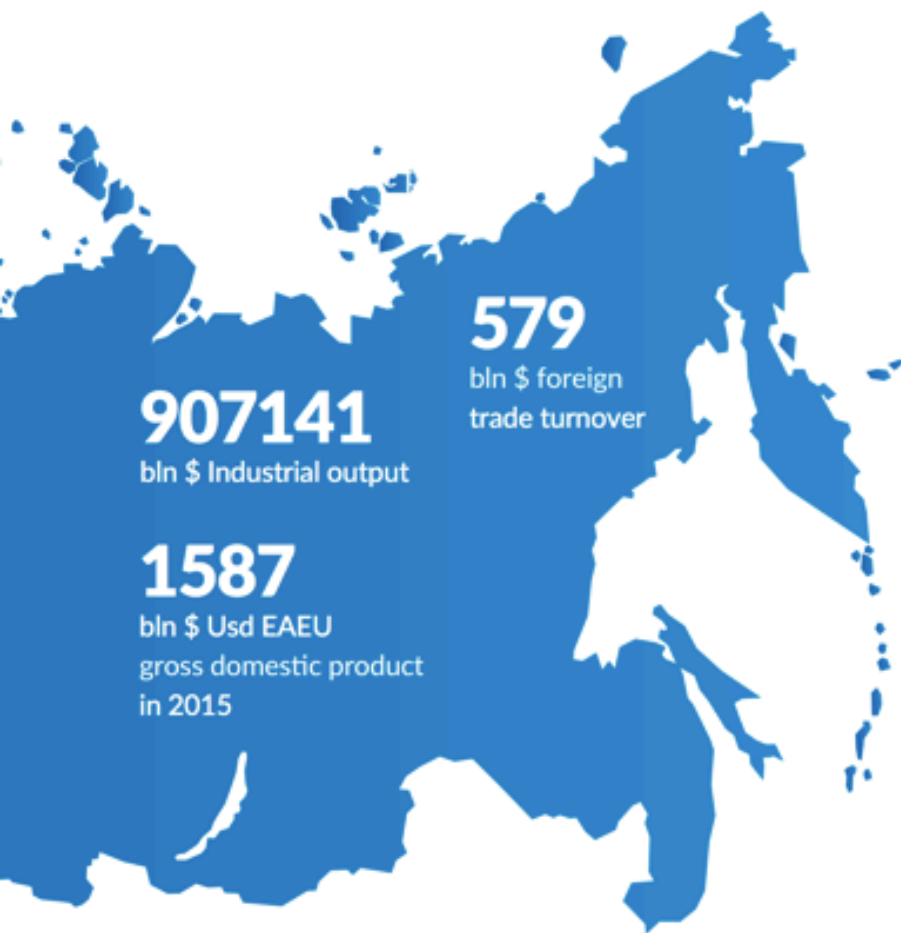 579
bln $ foreign
trade turnover
907141
bln $ Industrial output
1587
bln $ Usd EAEU
gross domestic product
in 2015